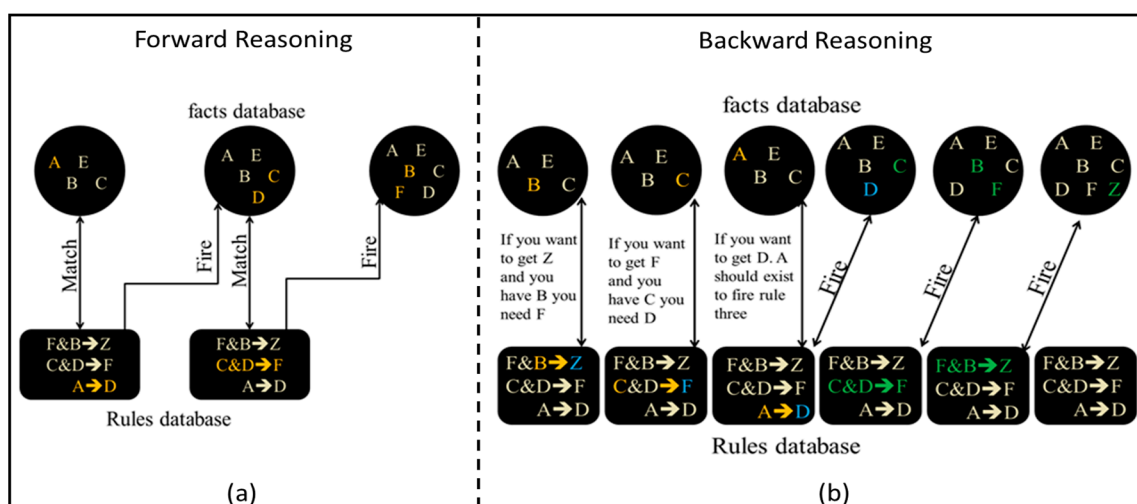 Forward Reasoning
facts database
A E
B C
A E
B C
D
A E
B C
F D
Match
Fire
Match
Fire
F&B→Z
C&D→F
A→D
F&B→Z
C&D→F
A→D
Rules database
(a)
Backward Reasoning
facts database
A E
B C
A E
B C
A E
B C
A E
B C
D
A E
B C
D F
A E
B C
D F Z
If you want
to get Z
and you
have B you
need F
If you
want to
get F
and you
have C you
need D
If you want
to get D. A
should exist
to fire rule
three
Fire
Fire
Fire
F&B→Z
C&D→F
A→D
F&B→Z
C&D→F
A→D
F&B→Z
C&D→F
A→D
F&B→Z
C&D→F
A→D
F&B→Z
C&D→F
A→D
F&B→Z
C&D→F
A→D
Rules database
(b)